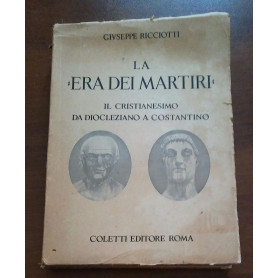 GIVSEPPE RICCIOTTI
LA
«ERA DEI MARTIRI»
IL CRISTIANESIMO
DA DIOCLEZIANO A COSTANTINO
COLETTI EDITORE ROMA